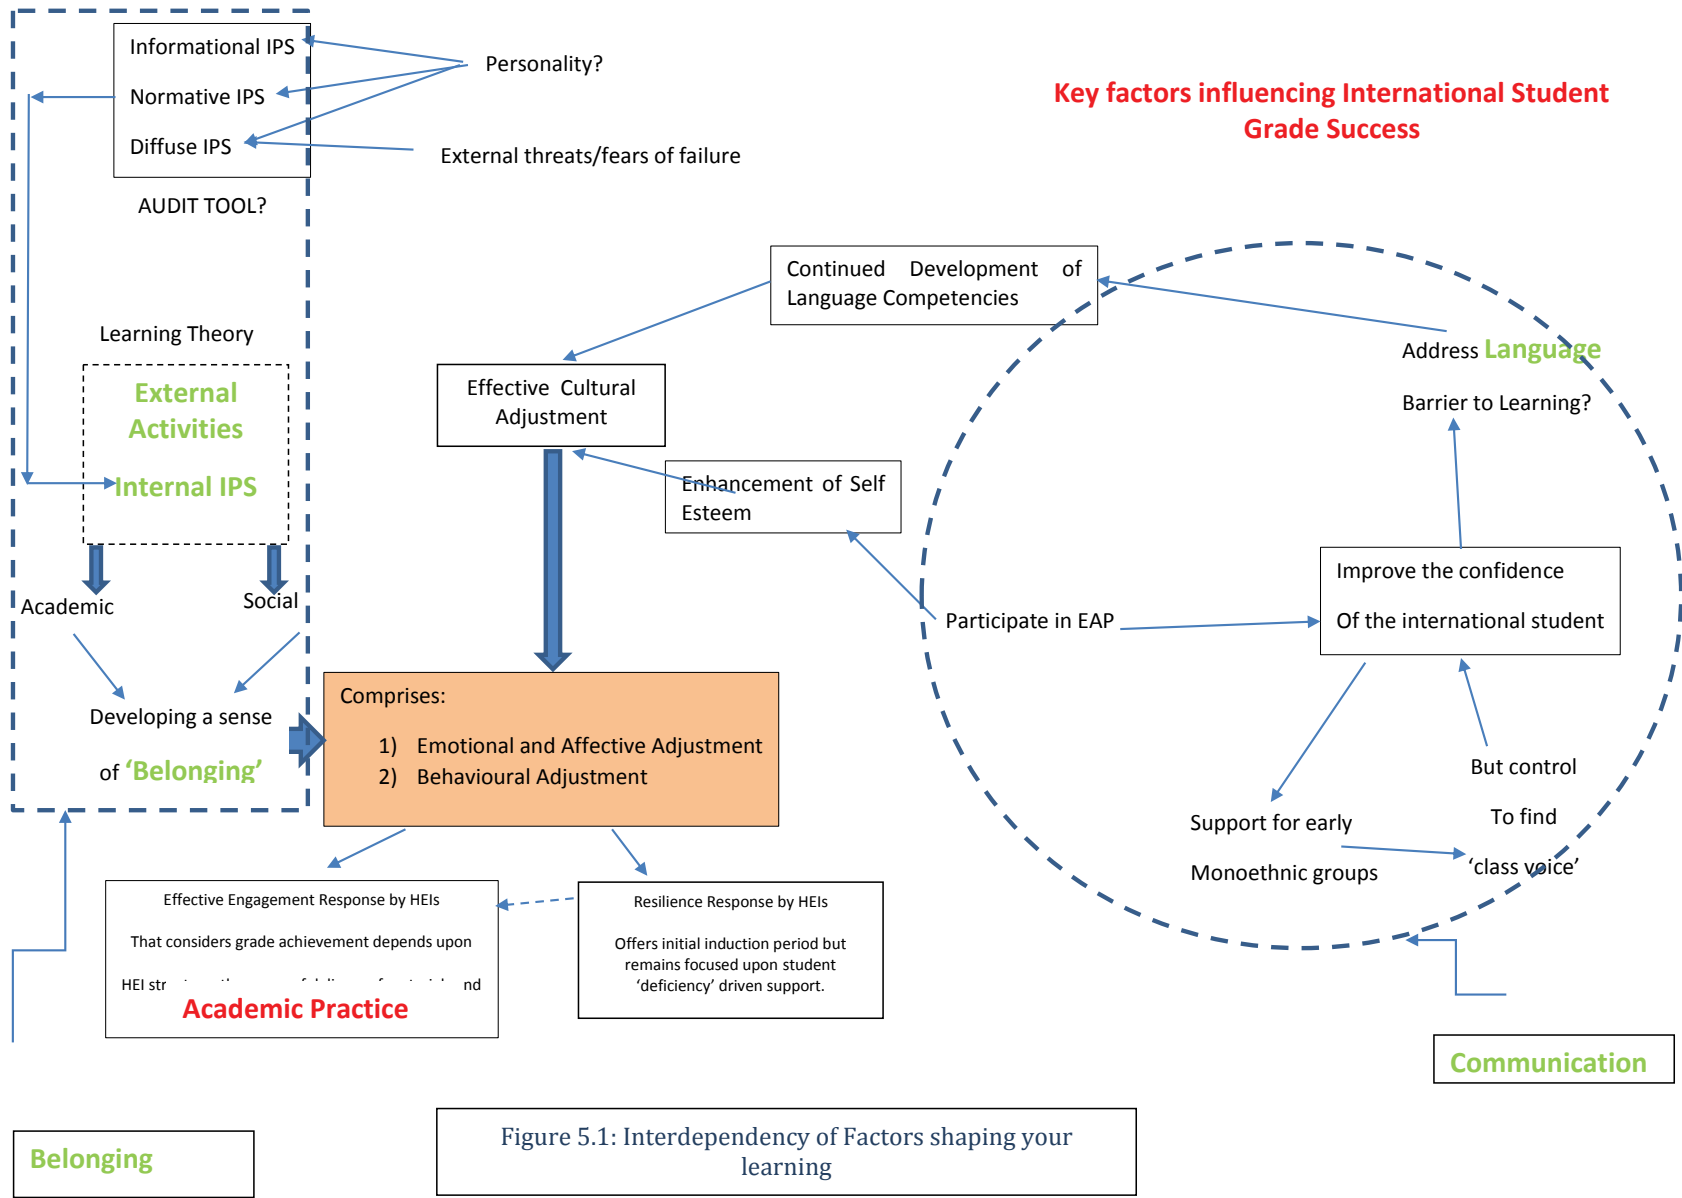 Informational IPS
Normative IPS
Diffuse IPS
AUDIT TOOL?
Personality?
External threats/fears of failure
Key factors influencing International Student
Grade Success
Learning Theory
External
Activities
Internal IPS
Academic
Social
Developing a sense
of ‘Belonging’
Continued Development of
Language Competencies
Effective Cultural
Adjustment
Enhancement of Self
Esteem
Address Language
Barrier to Learning?
Participate in EAP
Improve the confidence
Of the international student
But control
To find
‘class voice’
Support for early
Monoethnic groups
Comprises:
1) Emotional and Affective Adjustment
2) Behavioural Adjustment
Effective Engagement Response by HEIs
That considers grade achievement depends upon
HEI
Academic Practice
Resilience Response by HEIs
Offers initial induction period but
remains focused upon student
‘deficiency’ driven support.
Communication
Belonging
Figure 5.1: Interdependency of Factors shaping your
learning